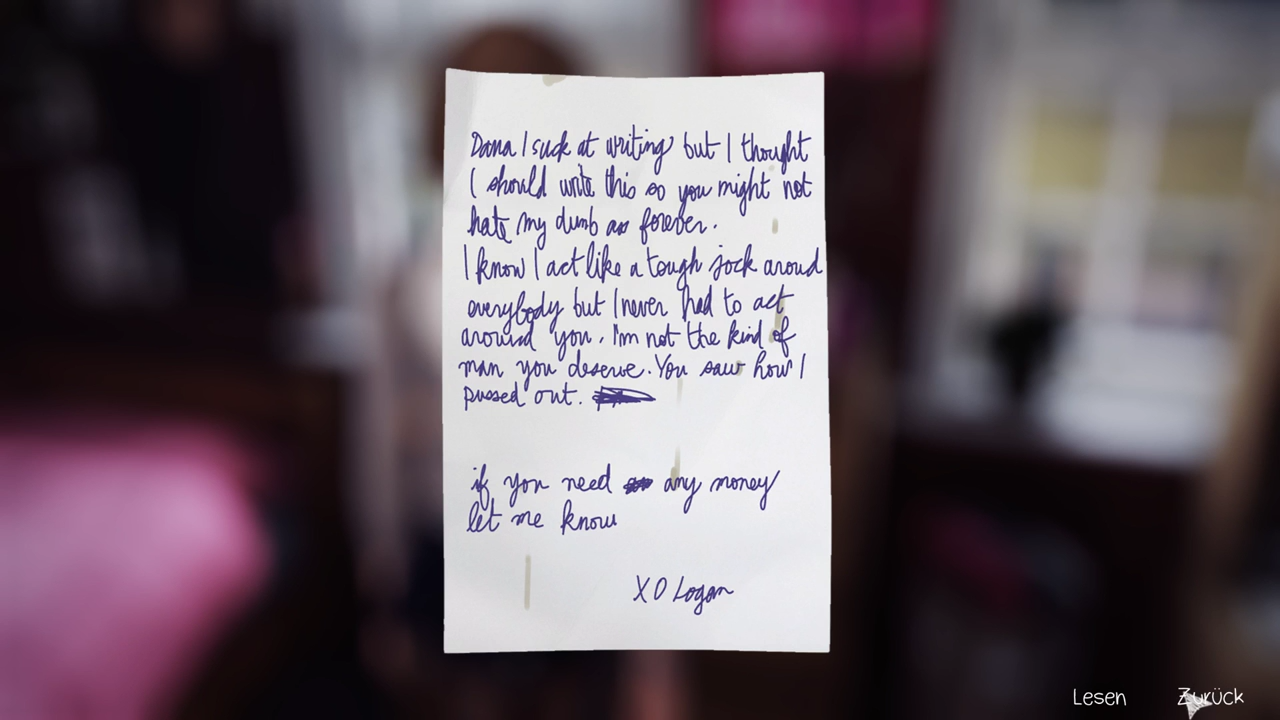 Dana I suck at writing but I thought
I should write this so you might not
hate my dumb ass forever.
I know I act like a tough jock aroud
everybody but I never had to act
around you. I'm not the kind of
man you deserve. You saw how I
pussed out.
if you need any money
let me know
XO Logan
Lesen Zurück